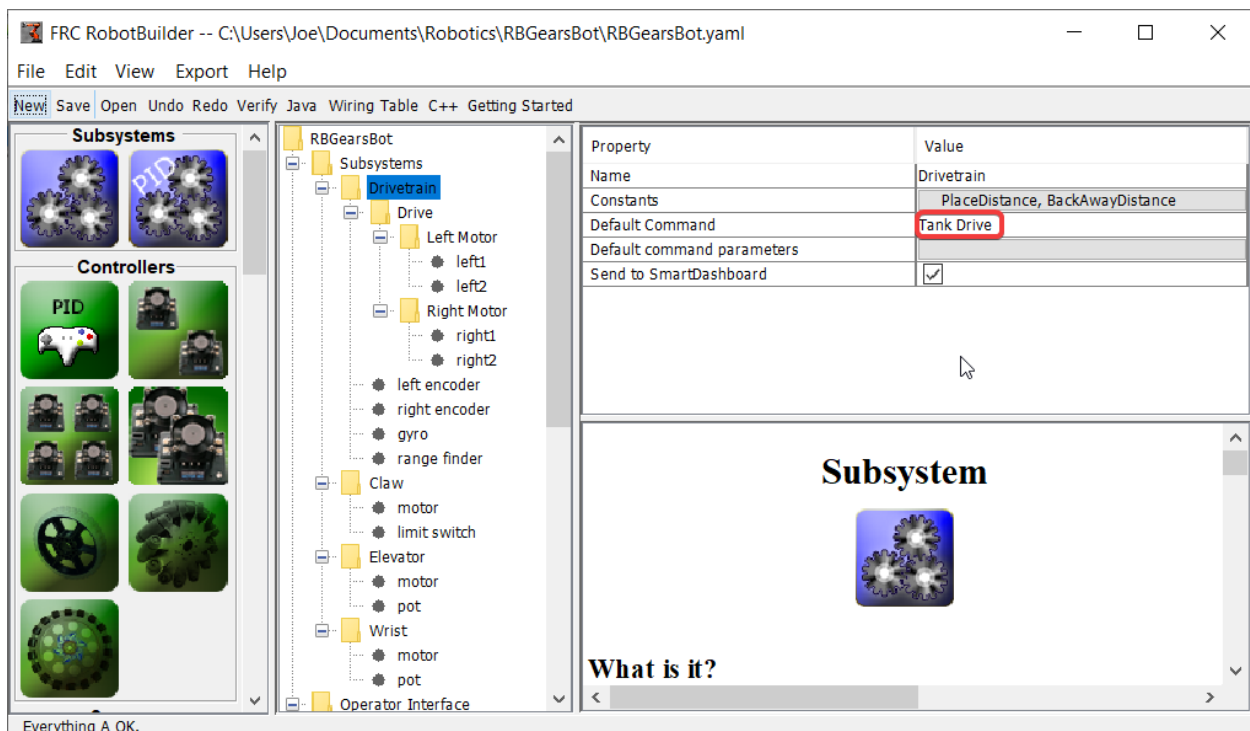 FRC RobotBuilder -- C:\Users\Joe\Documents\Robotics\RBGearsBot\RBGearsBot.yaml
File Edit View Export Help
New Save Open Undo Redo Verify Java Wiring Table C++ Getting Started
Subsystems
PID
Controllers
PID
RBGearsBot
Subsystems
Drivetrain
Drive
Left Motor
left1
left2
Right Motor
right1
right2
left encoder
right encoder
gyro
range finder
Claw
motor
limit switch
Elevator
motor
pot
Wrist
motor
pot
Operator Interface
Property Value
Name Drivetrain
Constants PlaceDistance, BackAwayDistance
Default Command Tank Drive
Default command parameters
Send to SmartDashboard
Subsystem
What is it?
Everything A OK.